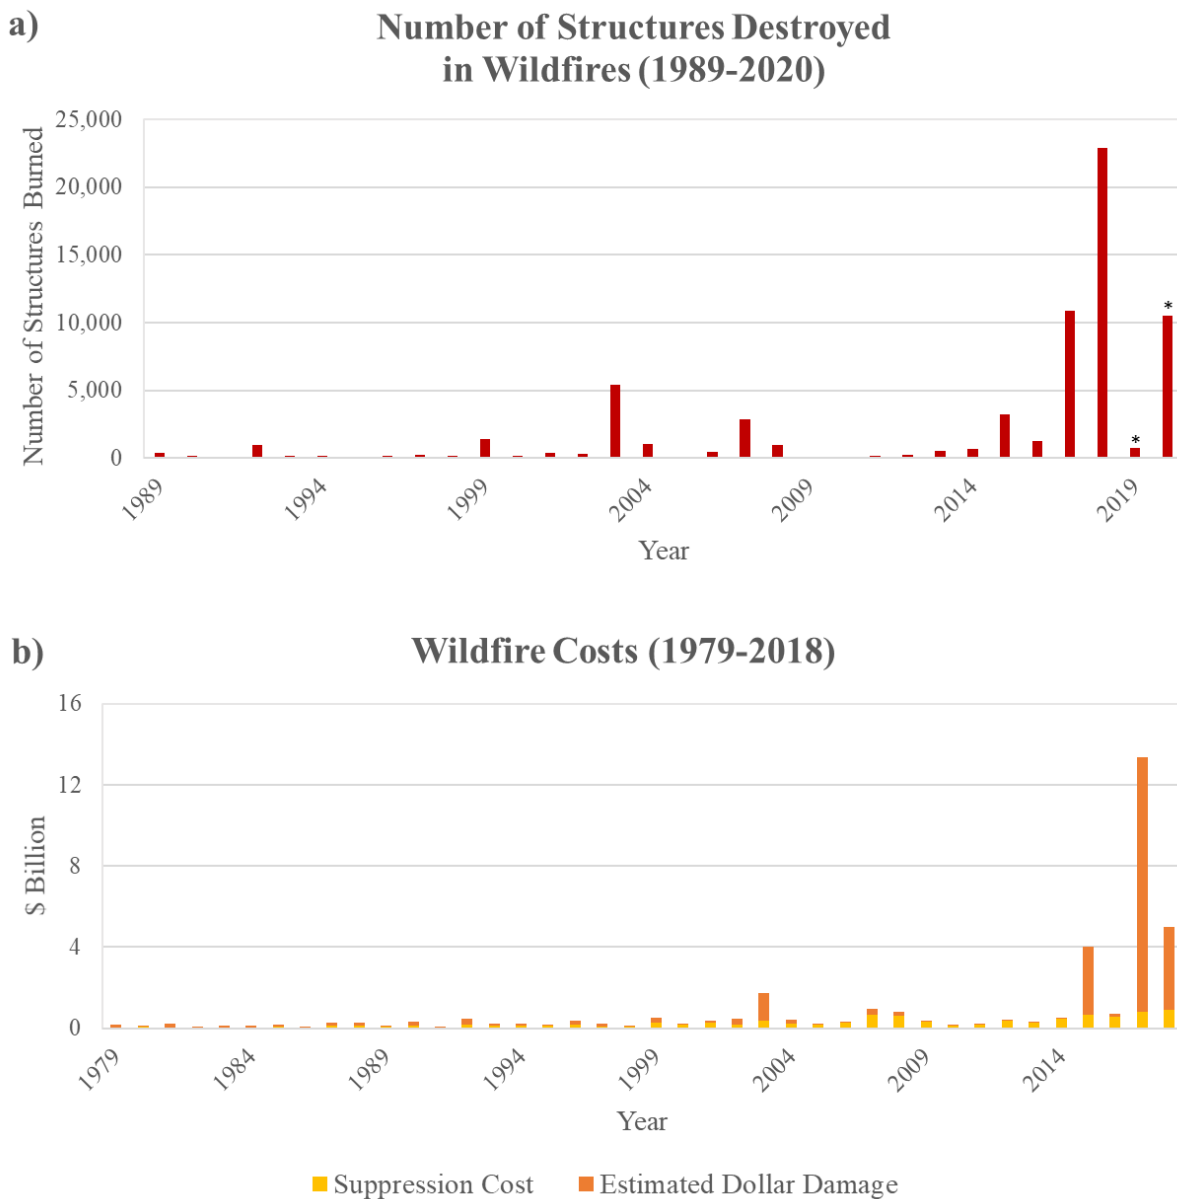 a)
Number of Structures Destroyed
in Wildfires (1989-2020)
Number of Structures Burned
25,000
20,000
15,000
10,000
5,000
0
*
*
1989
1994
1999
2004
2009
2014
2019
Year
b)
Wildfire Costs (1979-2018)
$ Billion
16
12
8
4
0
1979
1984
1989
1994
1999
2004
2009
2014
Year
Suppression Cost
Estimated Dollar Damage